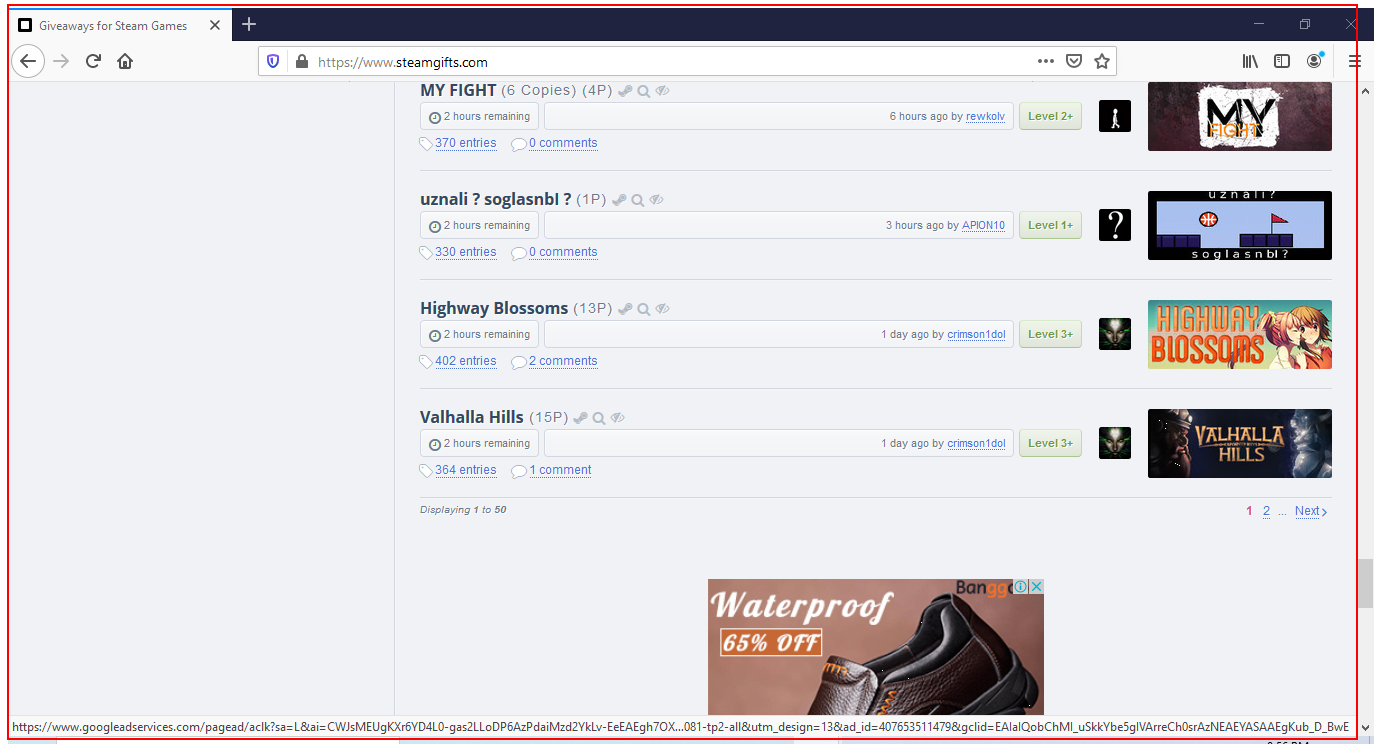 Giveaways for Steam Games
https://www.steamgifts.com
MY FIGHT (6 Copies) (4P)
2 hours remaining
6 hours ago by rewkolv
Level 2+
370 entries
0 comments
MY
FIGHT
uznali ? soglasnbI ? (1P)
2 hours remaining
3 hours ago by APION10
Level 1+
?
330 entries
0 comments
uznali?
soglasnbl?
Highway Blossoms (13P)
2 hours remaining
1 day ago by crimson1dol
Level 3+
402 entries
2 comments
HIGHWAY
BLOSSOMS
Valhalla Hills (15P)
2 hours remaining
1 day ago by crimson1dol
Level 3+
364 entries
1 comment
VALHALLA
HILLS
Displaying 1 to 50
1 2 ... Next
Waterproof
65% OFF
https://www.googleadservices.com/pagead/aclk?sa=L&ai=CWJsMEUgKXr6YD4L0-gas2LLoDP6AzPdaiMzd2YkLv-EeEAEgh7OX...081-tp2-all&utm_design=13&ad_id=407653511479&gclid=EAIaIQobChMI_uSkkYbe5gIVArreCh0srAzNEAEYASAAEgKub_D_BwE